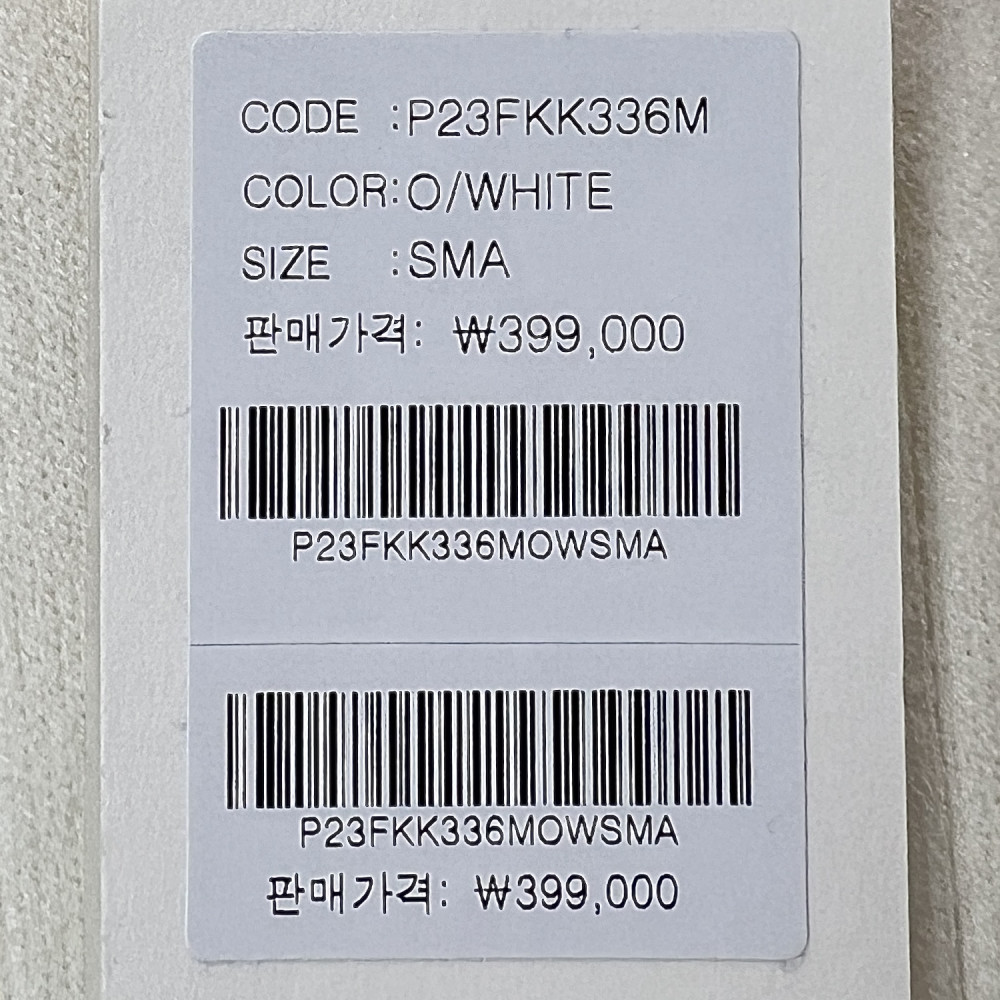 CODE :P23FKK336M
COLOR:O/WHITE
SIZE :SMA
판매가격: ₩399,000
P23FKK336MOWSMA
P23FKK336MOWSMA
판매가격: ₩399,000